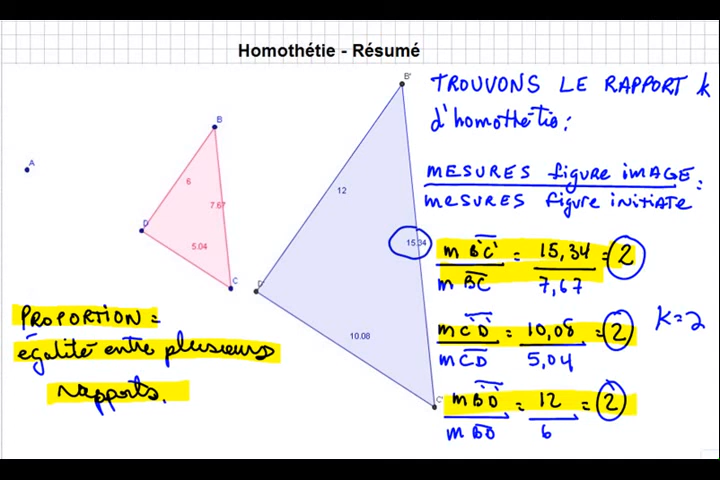 Homothétie - Résumé
TROUVONS LE RAPPORT k
d'homothétie :
MESURES figure IMAGE :
MESURES figure INITIALE
m B'C' = 15,34 = 2
m BC 7,67
m C'D' = 10,08 = 2
m CD 5,04
K=2
m B'D' = 12 = 2
m BD 6
PROPORTION =
égalité entre plusieurs
rapports.
A
B
6
7.67
D
5.04
C
B'
12
15.34
D'
10.08
C'